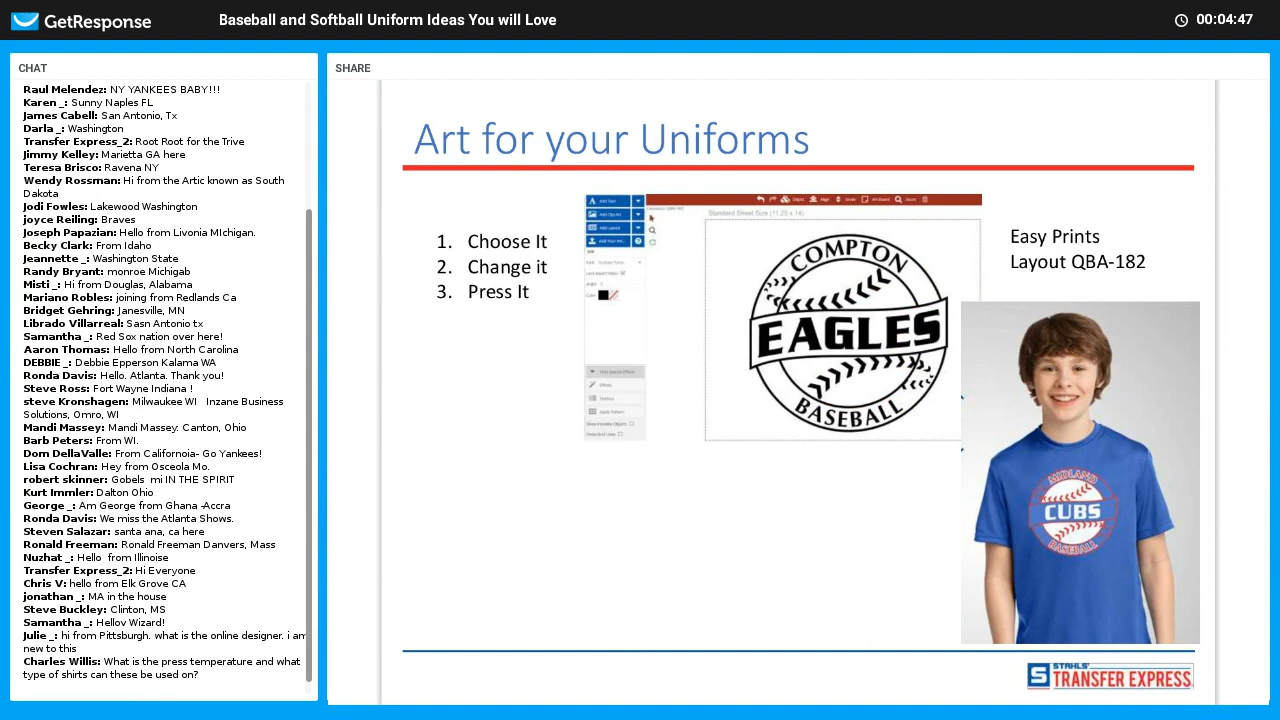 GetResponse
Baseball and Softball Uniform Ideas You will Love
00:04:47
CHAT
Raul Melendez: NY YANKEES BABY!!!
Karen _: Sunny Naples FL
James Cabell: San Antonio, Tx
Darla _: Washington
Transfer Express_2: Root Root for the Trive
Jimmy Kelley: Marietta GA here
Teresa Brisco: Ravena NY
Wendy Rossman: Hi from the Artic known as South
Dakota
Jodi Fowles: Lakewood Washington
joyce Reiling: Braves
Joseph Papazian: Hello from Livonia MIchigan.
Becky Clark: From Idaho
Jeannette _: Washington State
Randy Bryant: monroe Michigab
Misti _: Hi from Douglas, Alabama
Mariano Robles: joining from Redlands Ca
Bridget Gehring: Janesville, MN
Librado Villarreal: Sasn Antonio tx
Samantha _: Red Sox nation over here!
Aaron Thomas: Hello from North Carolina
DEBBIE _: Debbie Epperson Kalama WA
Ronda Davis: Hello. Atlanta. Thank you!
Steve Ross: Fort Wayne Indiana !
steve Kronshagen: Milwaukee WI Inzane Business
Solutions, Omro, WI
Mandi Massey: Mandi Massey. Canton, Ohio
Barb Peters: From WI.
Dom DellaValle: From California- Go Yankees!
Lisa Cochran: Hey from Osceola Mo.
robert skinner: Gobels mi IN THE SPIRIT
Kurt Immler: Dalton Ohio
George _: Am George from Ghana -Accra
Ronda Davis: We miss the Atlanta Shows.
Steven Salazar: santa ana, ca here
Ronald Freeman: Ronald Freeman Danvers, Mass
Nuzhat _: Hello from Illinoise
Transfer Express_2: Hi Everyone
Chris V: hello from Elk Grove CA
jonathan _: MA in the house
Steve Buckley: Clinton, MS
Samantha _: Hellov Wizard!
Julie _: hi from Pittsburgh. what is the online designer. i am
new to this
Charles Willis: What is the press temperature and what
type of shirts can these be used on?
SHARE
Art for your Uniforms
1. Choose It
2. Change it
3. Press It
Add Text
Add Clip Art
Add Layout
Standard Sheet Size (11.25 x 14)
COMPTON
EAGLES
BASEBALL
Easy Prints
Layout QBA-182
MIDLAND
CUBS
BASEBALL
STAHLS'
TRANSFER EXPRESS